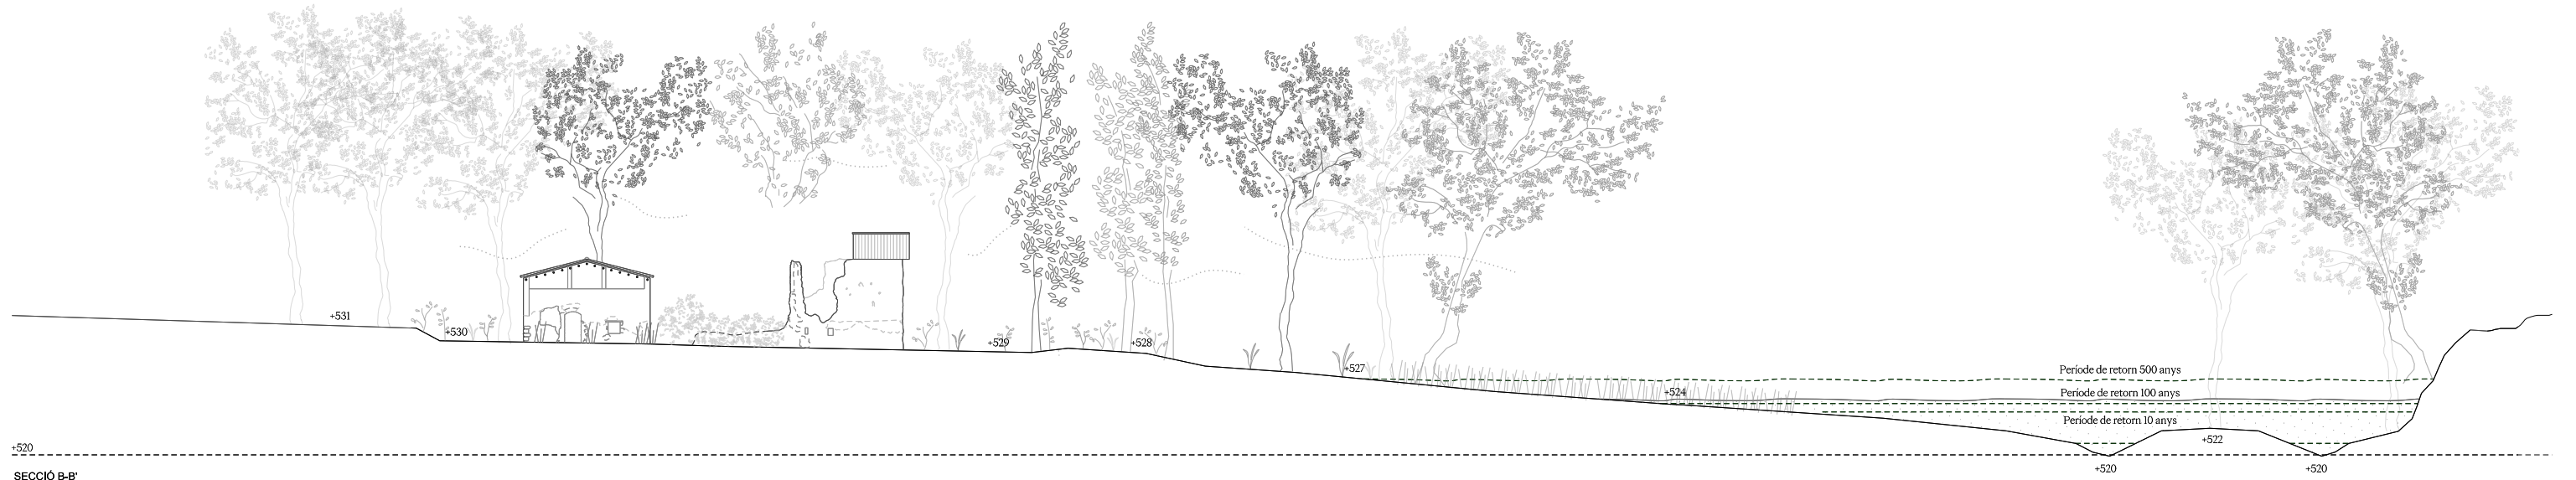 +531
+530
+529
+528
+527
Període de retorn 500 anys
+524
Període de retorn 100 anys
Període de retorn 10 anys
+522
+520
+520
+520
SECCIÓ B-B'